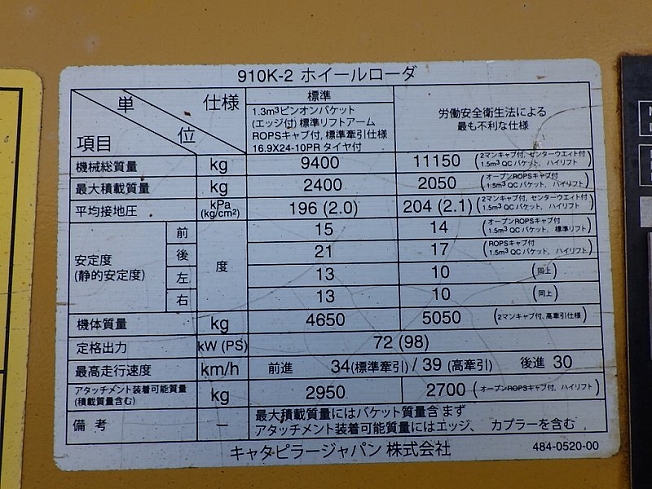 910K-2 ホイールローダ
仕様
単位
項目
標準
1.3m³ピンオンバケット
(エッジ付) 標準リフトアーム
ROPSキャブ付, 標準牽引仕様
16.9X24-10PR タイヤ付
労働安全衛生法による
最も不利な仕様
機械総質量 kg 9400 11150 (2マンキャブ付, センターウエイト付 1.5m³ QC バケット, ハイリフト)
最大積載質量 kg 2400 2050 (オープンROPSキャブ付 1.5m³ QC バケット, ハイリフト)
平均接地圧 kPa (kg/cm²) 196 (2.0) 204 (2.1) (2マンキャブ付, センターウエイト付 1.5m³ QC バケット, ハイリフト)
安定度 (静的安定度) 度
前 15 14 (オープンROPSキャブ付 1.5m³ QC バケット, 標準リフト)
後 21 17 (ROPSキャブ付 1.5m³ QC バケット, ハイリフト)
左 13 10 (同上)
右 13 10 (同上)
機体質量 kg 4650 5050 (2マンキャブ付, 高牽引仕様)
定格出力 kW (PS) 72 (98)
最高走行速度 km/h 前進 34(標準牽引) / 39 (高牽引) 後進 30
アタッチメント装着可能質量 (積載質量含む) kg 2950 2700 (オープンROPSキャブ付, ハイリフト)
備考 ー 最大積載質量にはバケット質量含まず
アタッチメント装着可能質量にはエッジ、カプラーを含む
キャタピラージャパン株式会社 484-0520-00